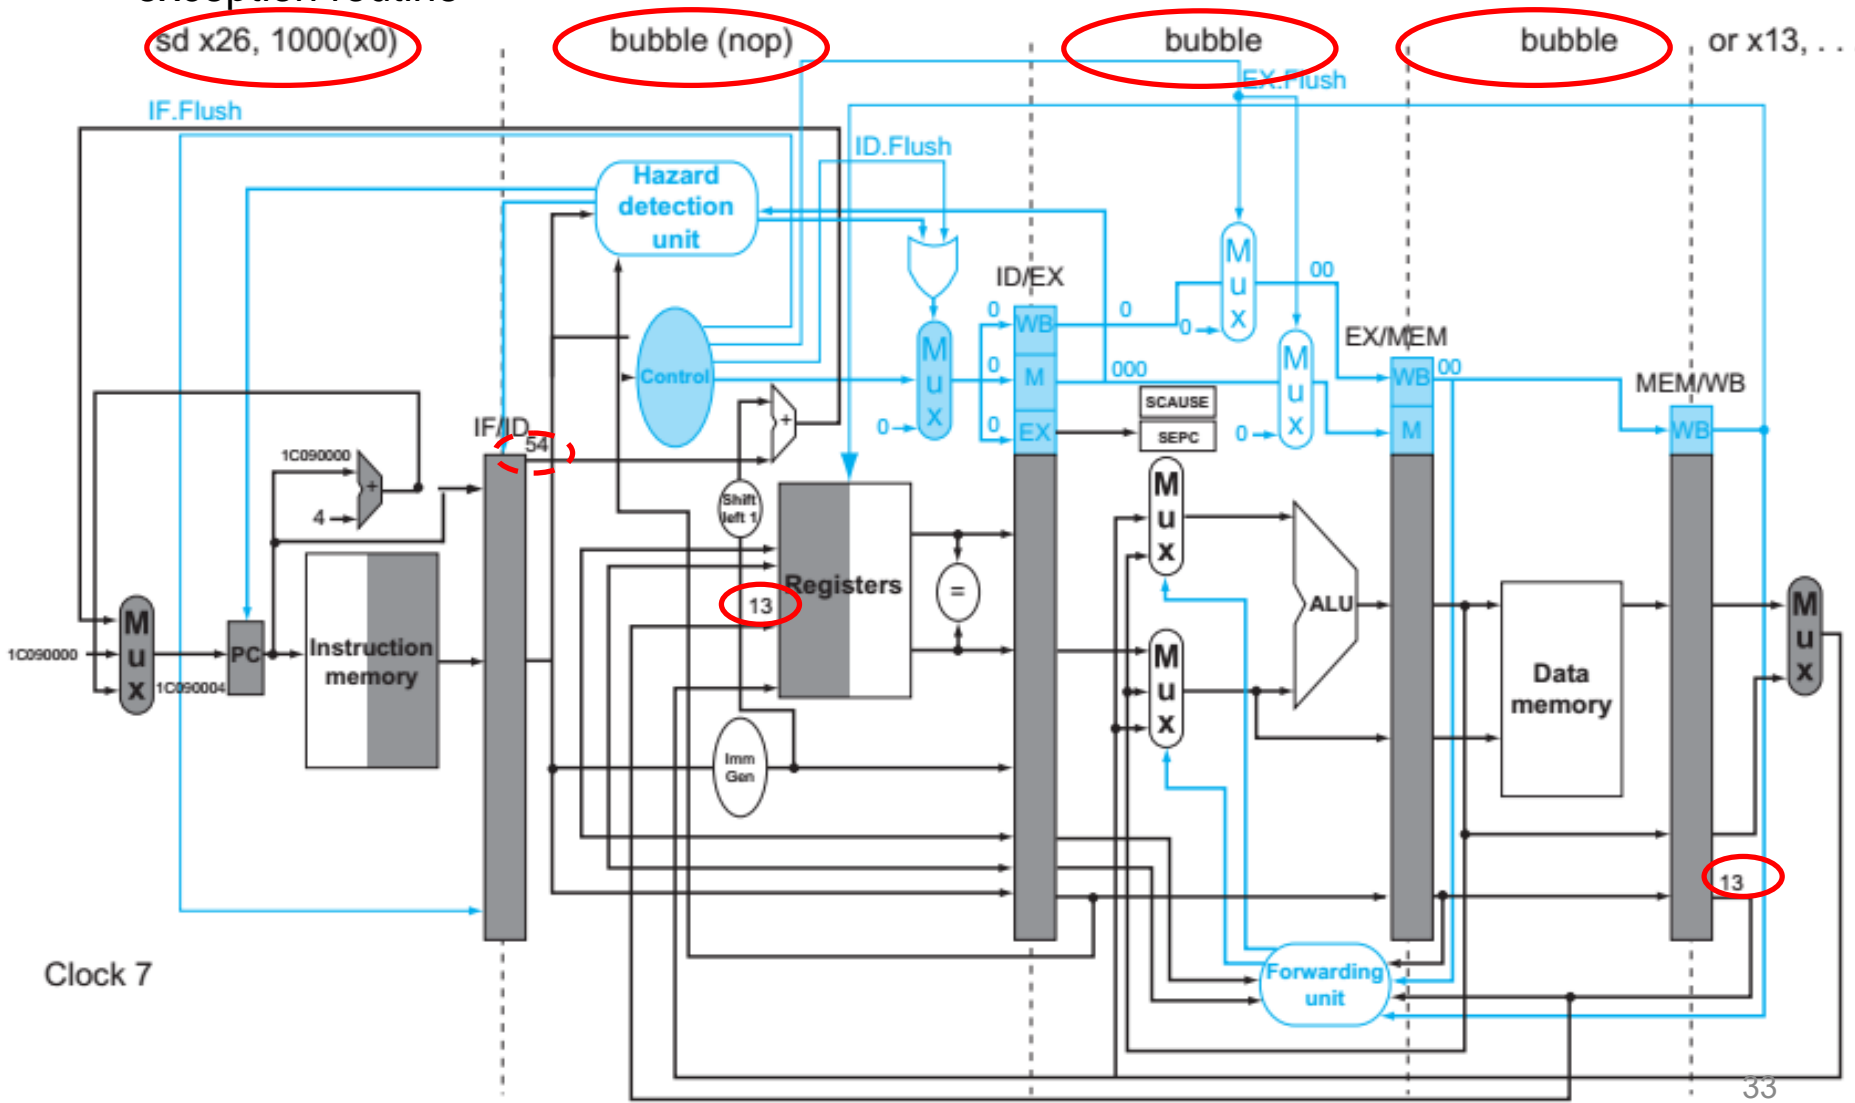 exception routine
sd x26, 1000(x0)
bubble (nop)
bubble
bubble
or x13, . .
EX.Flush
IF.Flush
ID.Flush
Hazard
detection
unit
ID/EX
M
u
x
00
0
WB
0
0
M
u
x
0
M
000
M
u
x
EX/MEM
WB
00
MEM/WB
Control
0
EX
SCAUSE
SEPC
0
M
WB
0
+
IF/ID
54
1C090000
+
4
Shift
left 1
M
u
x
Registers
=
13
ALU
M
u
x
1C090000
M
u
x
PC
1C090004
Instruction
memory
M
u
x
Data
memory
Imm
Gen
13
Clock 7
Forwarding
unit
33